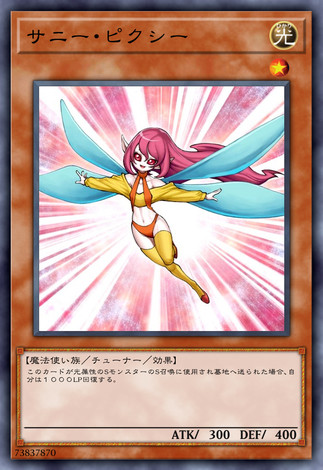 サニー・ピクシー
光
【魔法使い族／チューナー／効果】
このカードが光属性のSモンスターのS召喚に使用され墓地へ送られた場合、自
分は１０００LP回復する。
ATK/ 300 DEF/ 400
73837870